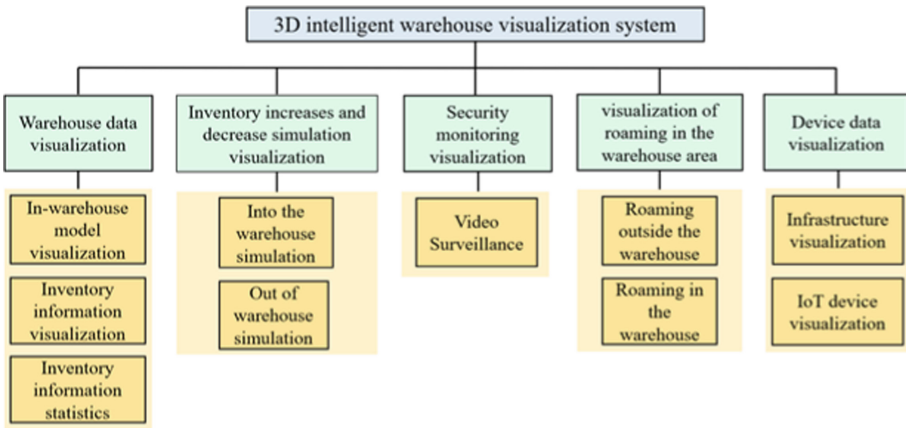 3D intelligent warehouse visualization system
Warehouse data
visualization
Inventory increases and
decrease simulation
visualization
Security
monitoring
visualization
visualization of
roaming in the
warehouse area
Device data
visualization
In-warehouse
model
visualization
Inventory
information
visualization
Inventory
information
statistics
Into the
warehouse
simulation
Out of
warehouse
simulation
Video
Surveillance
Roaming
outside the
warehouse
Roaming in
the
warehouse
Infrastructure
visualization
IoT device
visualization